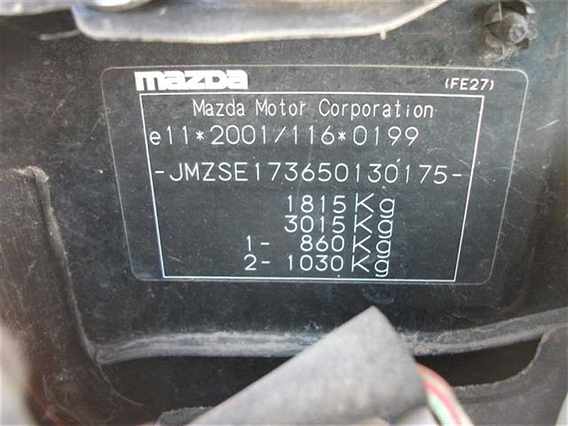 mazda (FE27)
Mazda Motor Corporation
e11*2001/116*0199
-JMZSE173650130175-
1815Kg
3015Kg
1- 860Kg
2- 1030Kg